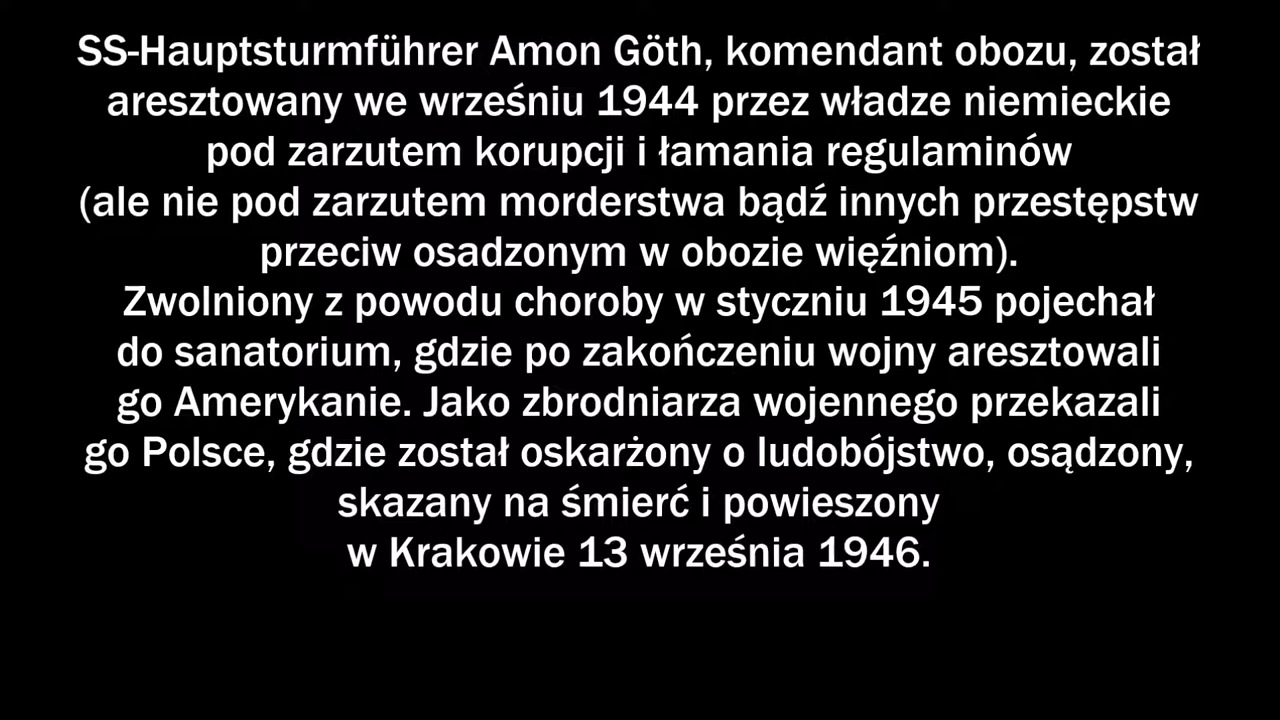 SS-Hauptsturmführer Amon Göth, komendant obozu, został
aresztowany we wrześniu 1944 przez władze niemieckie
pod zarzutem korupcji i łamania regulaminów
(ale nie pod zarzutem morderstwa bądź innych przestępstw
przeciw osadzonym w obozie więźniom).
Zwolniony z powodu choroby w styczniu 1945 pojechał
do sanatorium, gdzie po zakończeniu wojny aresztowali
go Amerykanie. Jako zbrodniarza wojennego przekazali
go Polsce, gdzie został oskarżony o ludobójstwo, osądzony,
skazany na śmierć i powieszony
w Krakowie 13 września 1946.